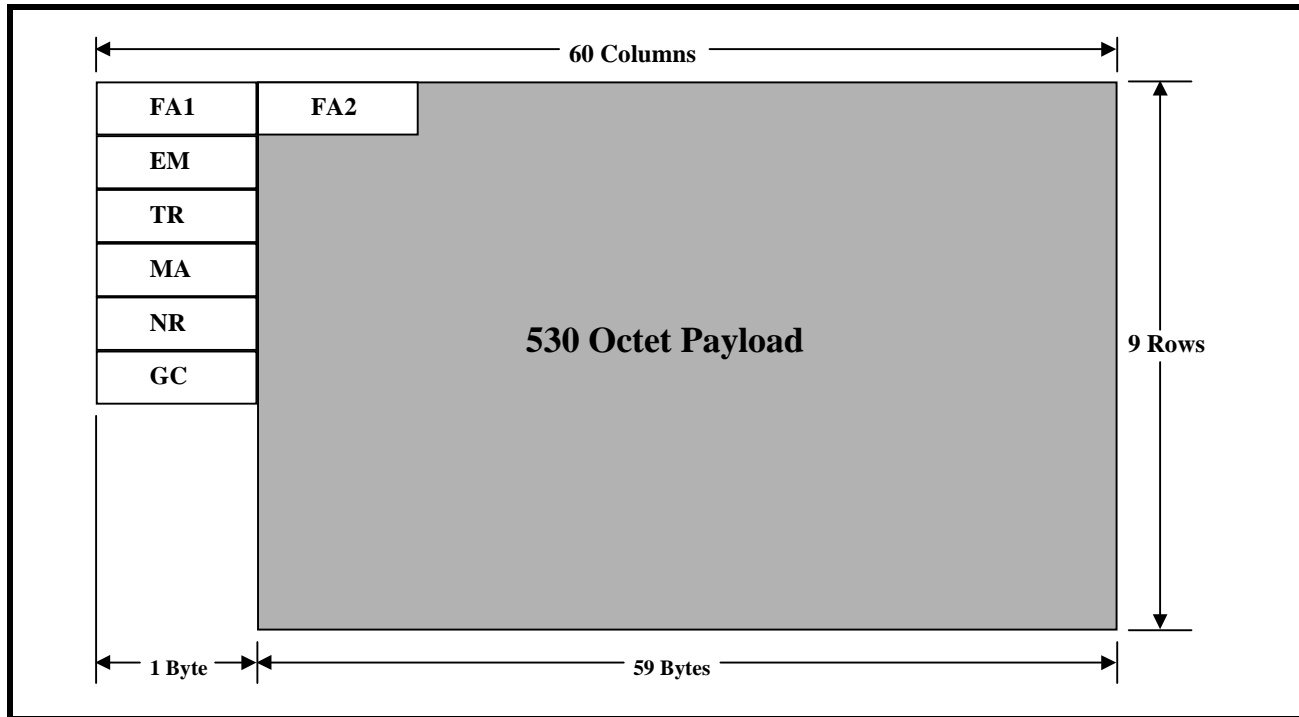 60 Columns
FA1
FA2
EM
TR
MA
NR
GC
530 Octet Payload
9 Rows
1 Byte
59 Bytes